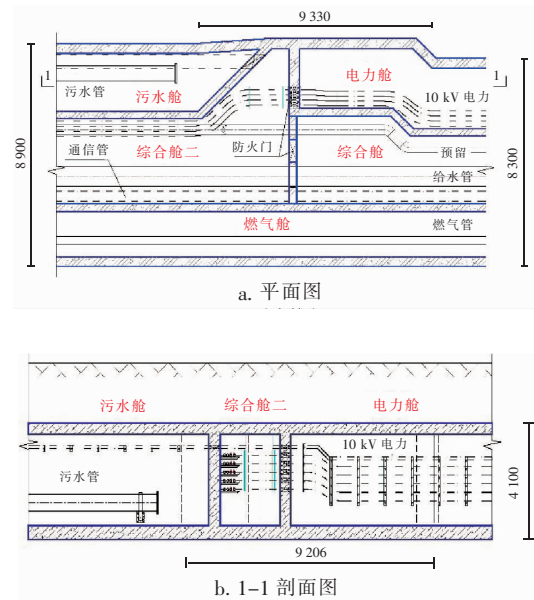 9 330
1
污水管
污水舱
电力舱
10 kV 电力
1
8 900
通信管
综合舱二
防火门
综合舱
预留
给水管
8 300
燃气舱
燃气管
a. 平面图
污水舱
综合舱二
电力舱
10 kV 电力
污水管
4 100
9 206
b. 1-1 剖面图